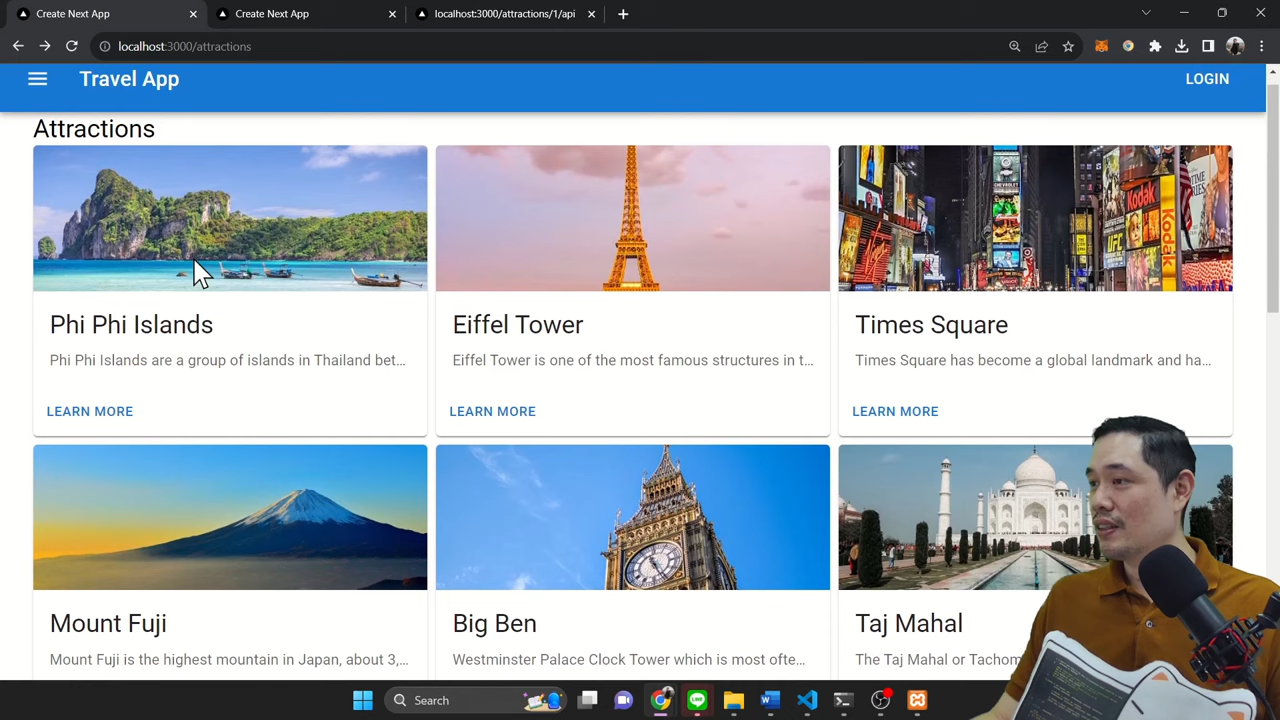 Create Next App
Create Next App
localhost:3000/attractions/1/api
localhost:3000/attractions
Travel App
LOGIN
Attractions
CHEVROLET
Kodak
UFC
Kodak
Phi Phi Islands
Eiffel Tower
Times Square
Phi Phi Islands are a group of islands in Thailand bet...
Eiffel Tower is one of the most famous structures in t...
Times Square has become a global landmark and ha...
LEARN MORE
LEARN MORE
LEARN MORE
Mount Fuji
Big Ben
Taj Mahal
Mount Fuji is the highest mountain in Japan, about 3,...
Westminster Palace Clock Tower which is most ofte...
The Taj Mahal or Tachom
Search